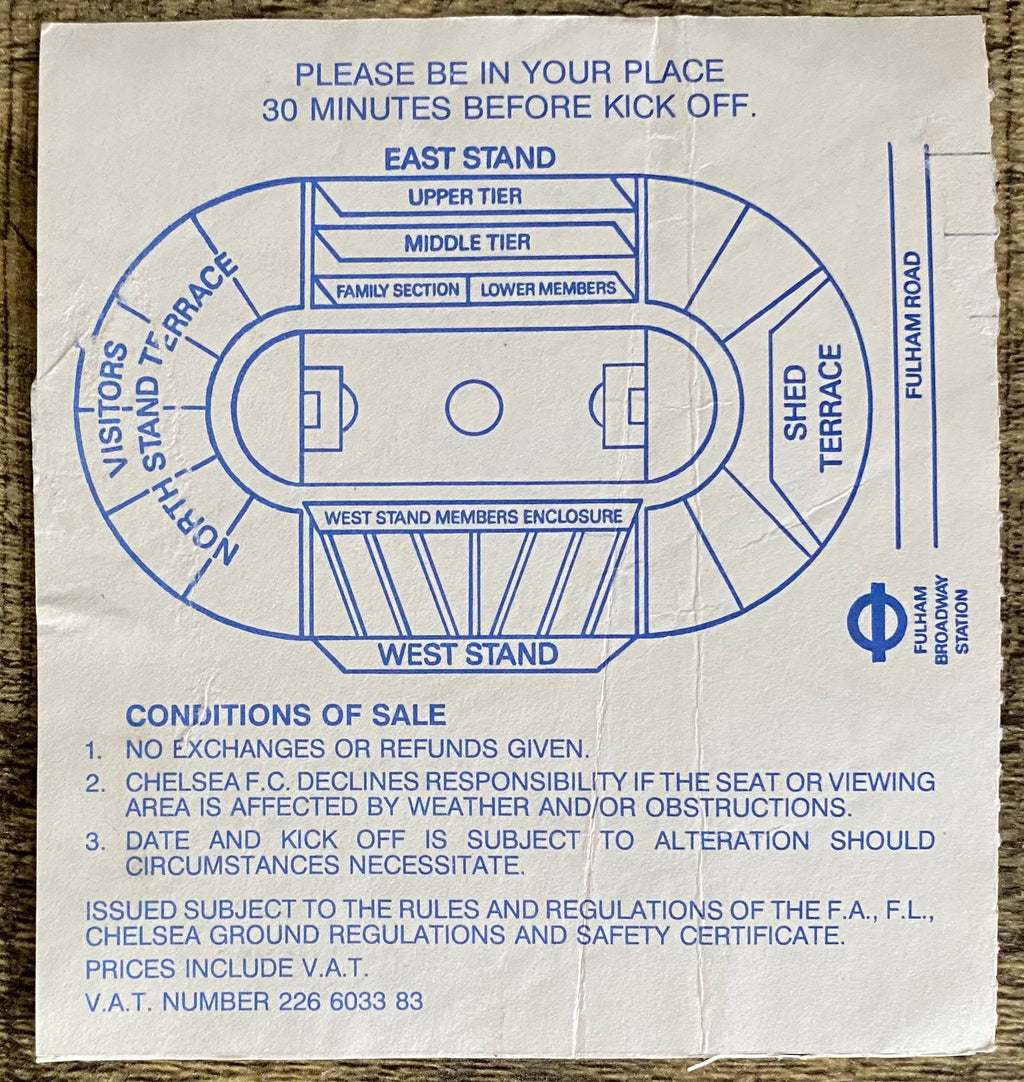 PLEASE BE IN YOUR PLACE
30 MINUTES BEFORE KICK OFF.
EAST STAND
UPPER TIER
MIDDLE TIER
FAMILY SECTION
LOWER MEMBERS
VISITORS
NORTH STAND TERRACE
SHED
TERRACE
FULHAM ROAD
WEST STAND MEMBERS ENCLOSURE
WEST STAND
FULHAM
BROADWAY
STATION
CONDITIONS OF SALE
1. NO EXCHANGES OR REFUNDS GIVEN.
2. CHELSEA F.C. DECLINES RESPONSIBILITY IF THE SEAT OR VIEWING
AREA IS AFFECTED BY WEATHER AND/OR OBSTRUCTIONS.
3. DATE AND KICK OFF IS SUBJECT TO ALTERATION SHOULD
CIRCUMSTANCES NECESSITATE.
ISSUED SUBJECT TO THE RULES AND REGULATIONS OF THE F.A., F.L.,
CHELSEA GROUND REGULATIONS AND SAFETY CERTIFICATE.
PRICES INCLUDE V.A.T.
V.A.T. NUMBER 226 6033 83